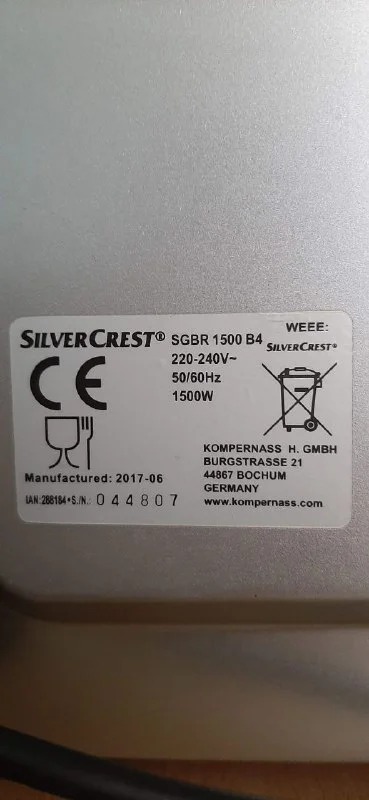 SILVERCREST® SGBR 1500 B4
220-240V~
50/60Hz
1500W
WEEE:
SILVERCREST®
CE
KOMPERNASS H. GMBH
BURGSTRASSE 21
44867 BOCHUM
GERMANY
www.kompernass.com
Manufactured: 2017-06
IAN: 288184 • S./N.: 044807